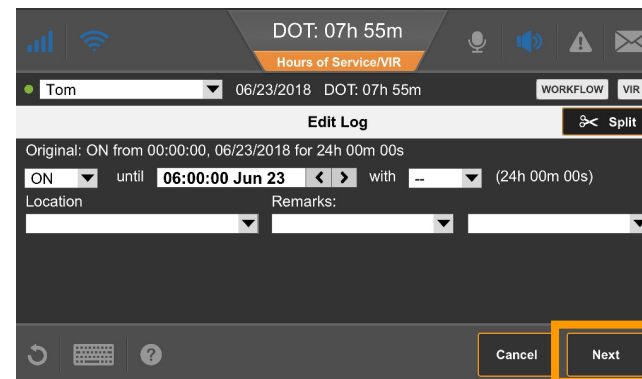 DOT: 07h 55m
Hours of Service/VIR
Tom 06/23/2018 DOT: 07h 55m WORKFLOW VIR
Edit Log Split
Original: ON from 00:00:00, 06/23/2018 for 24h 00m 00s
ON until 06:00:00 Jun 23 < > with -- (24h 00m 00s)
Location Remarks:
? Cancel Next